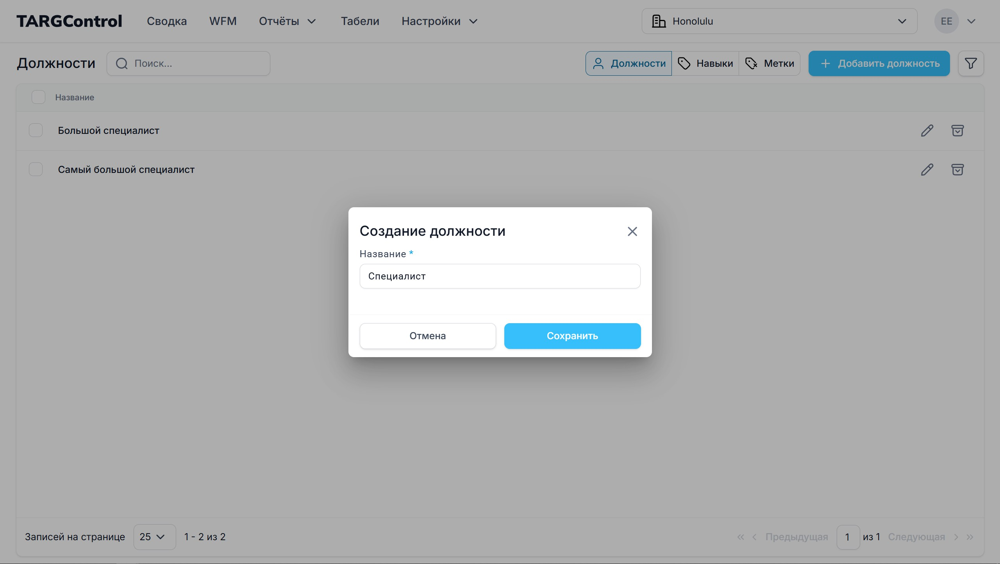 TARGControl Сводка WFM Отчёты Табели Настройки Honolulu EE
Должности Поиск... Должности Навыки Метки Добавить должность
Название
Большой специалист
Самый большой специалист
Создание должности
Название *
Специалист
Отмена Сохранить
Записей на странице 25 1 - 2 из 2 Предыдущая 1 из 1 Следующая